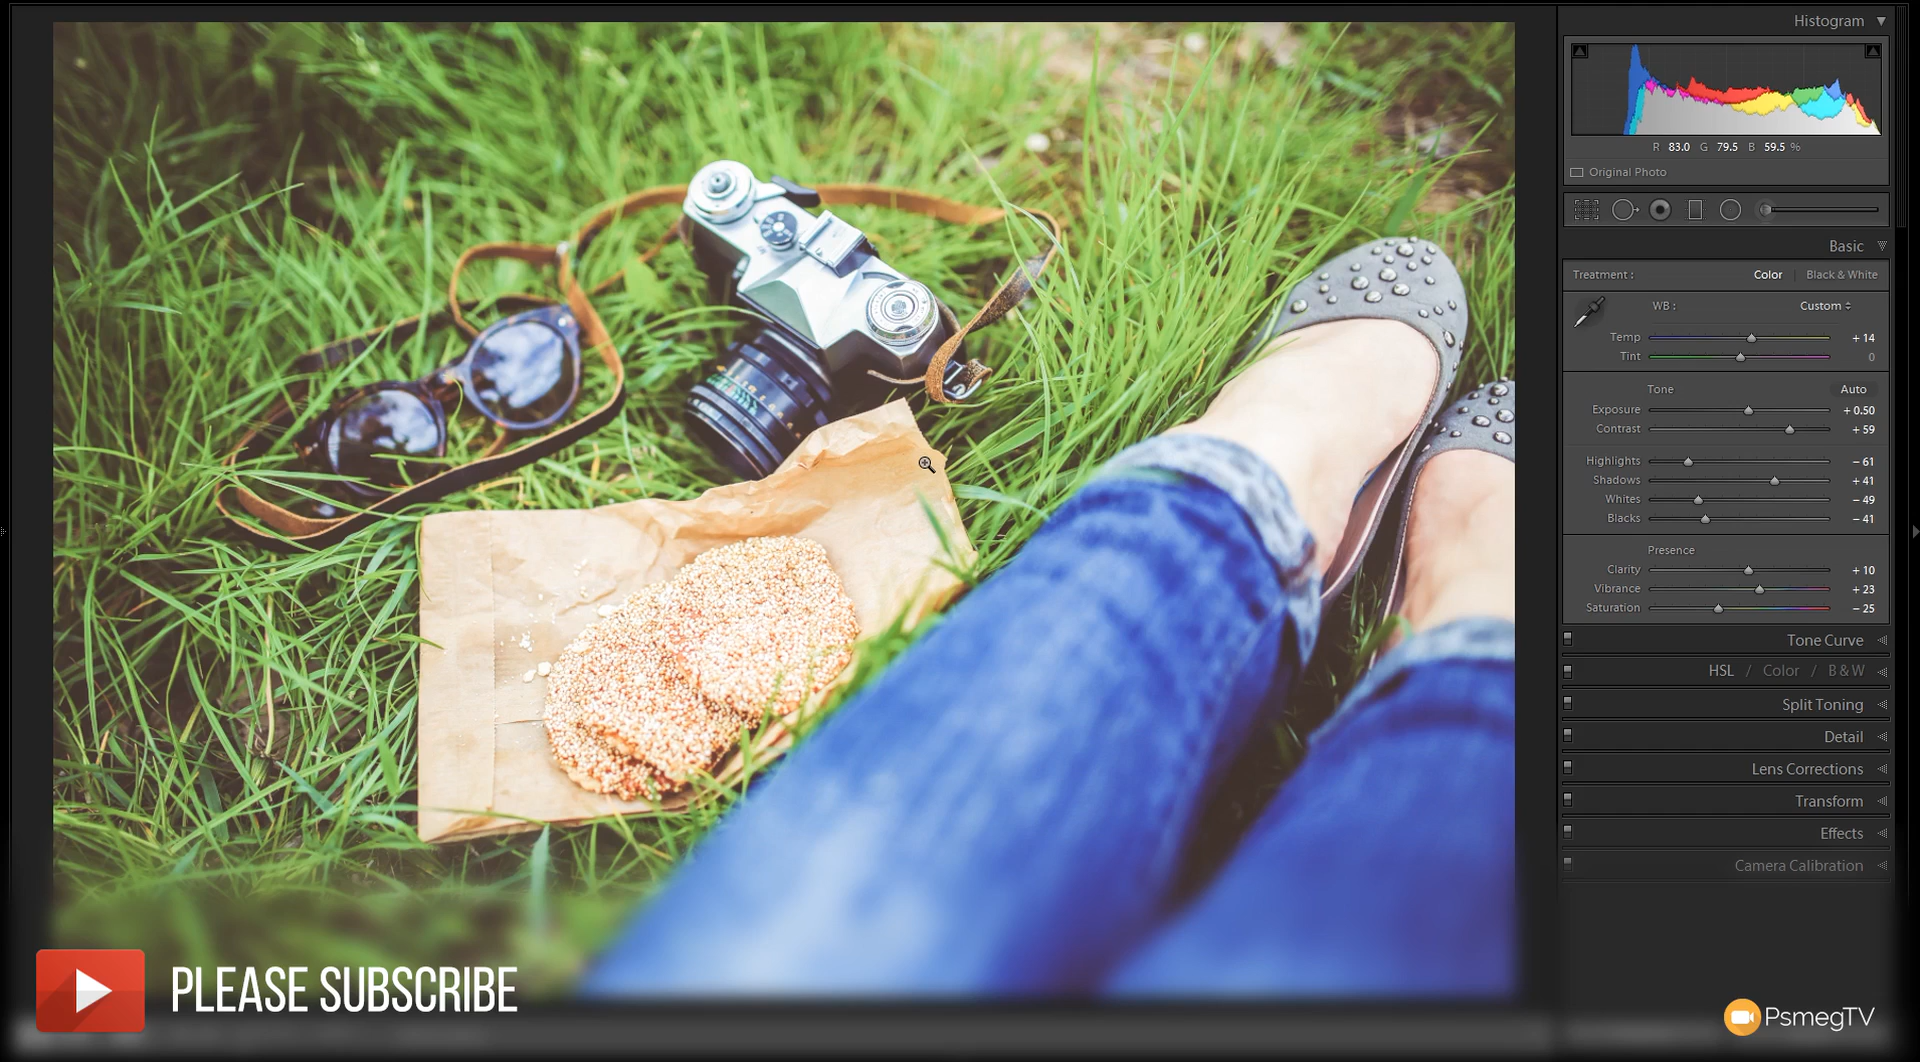 Histogram
R 83.0 G 79.5 B 59.5 %
Original Photo
Basic
Treatment : Color Black & White
WB : Custom
Temp + 14
Tint 0
Tone Auto
Exposure + 0.50
Contrast + 59
Highlights − 61
Shadows + 41
Whites − 49
Blacks − 41
Presence
Clarity + 10
Vibrance + 23
Saturation − 25
Tone Curve
HSL / Color / B & W
Split Toning
Detail
Lens Corrections
Transform
Effects
Camera Calibration
PLEASE SUBSCRIBE
PsmegTV